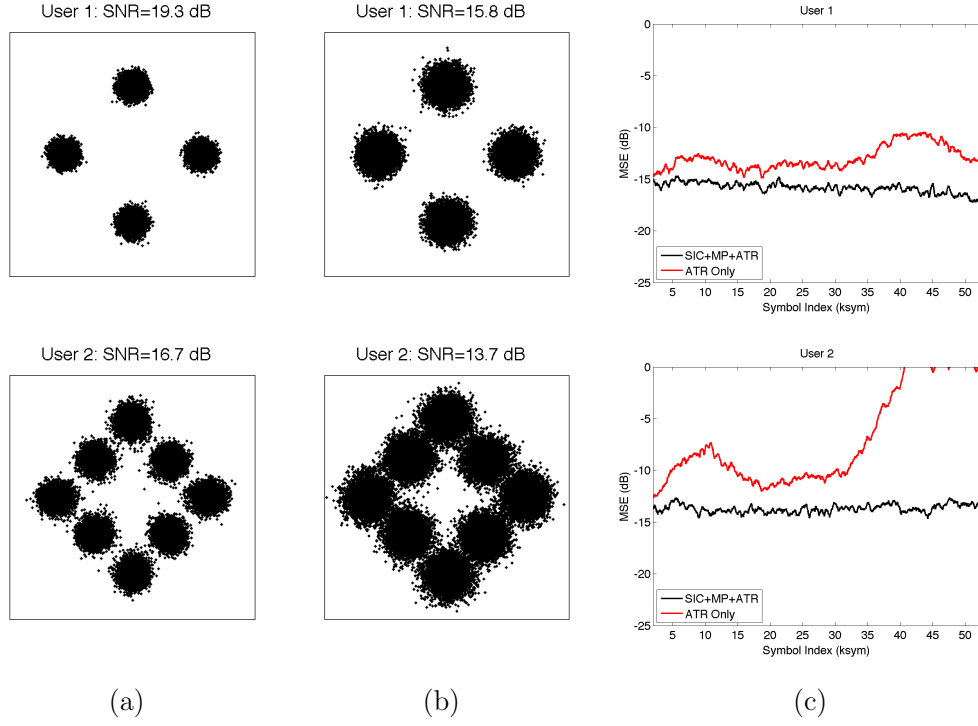 User 1: SNR=19.3 dB
User 2: SNR=16.7 dB
(a)
User 1: SNR=15.8 dB
User 2: SNR=13.7 dB
(b)
User 1
0
-5
-10
-15
-20
-25
MSE (dB)
SIC+MP+ATR
ATR Only
5 10 15 20 25 30 35 40 45 50
Symbol Index (ksym)
User 2
0
-5
-10
-15
-20
-25
MSE (dB)
SIC+MP+ATR
ATR Only
5 10 15 20 25 30 35 40 45 50
Symbol Index (ksym)
(c)